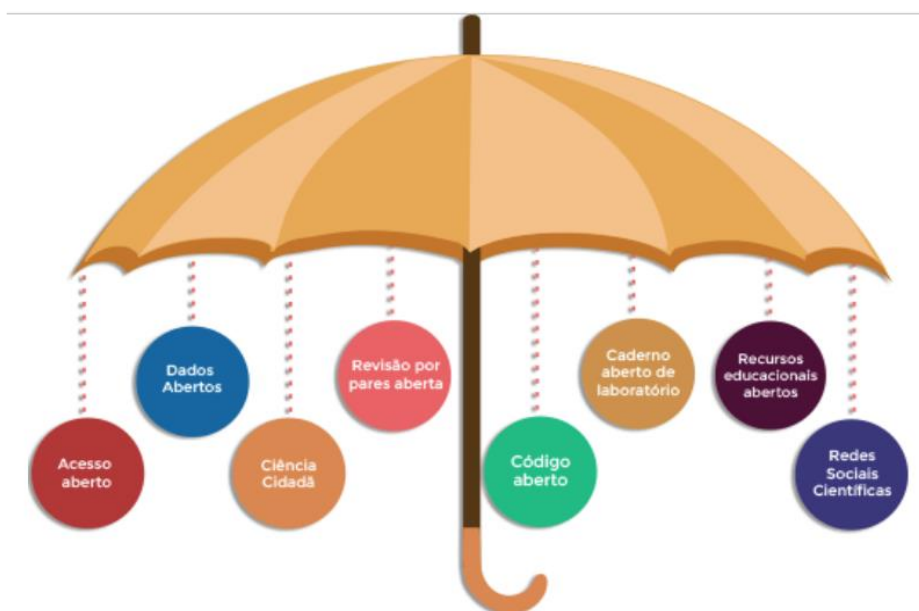 Acesso
aberto
Dados
Abertos
Ciência
Cidadã
Revisão por
pares aberta
Código
aberto
Caderno
aberto de
laboratório
Recursos
educacionais
abertos
Redes
Sociais
Científicas